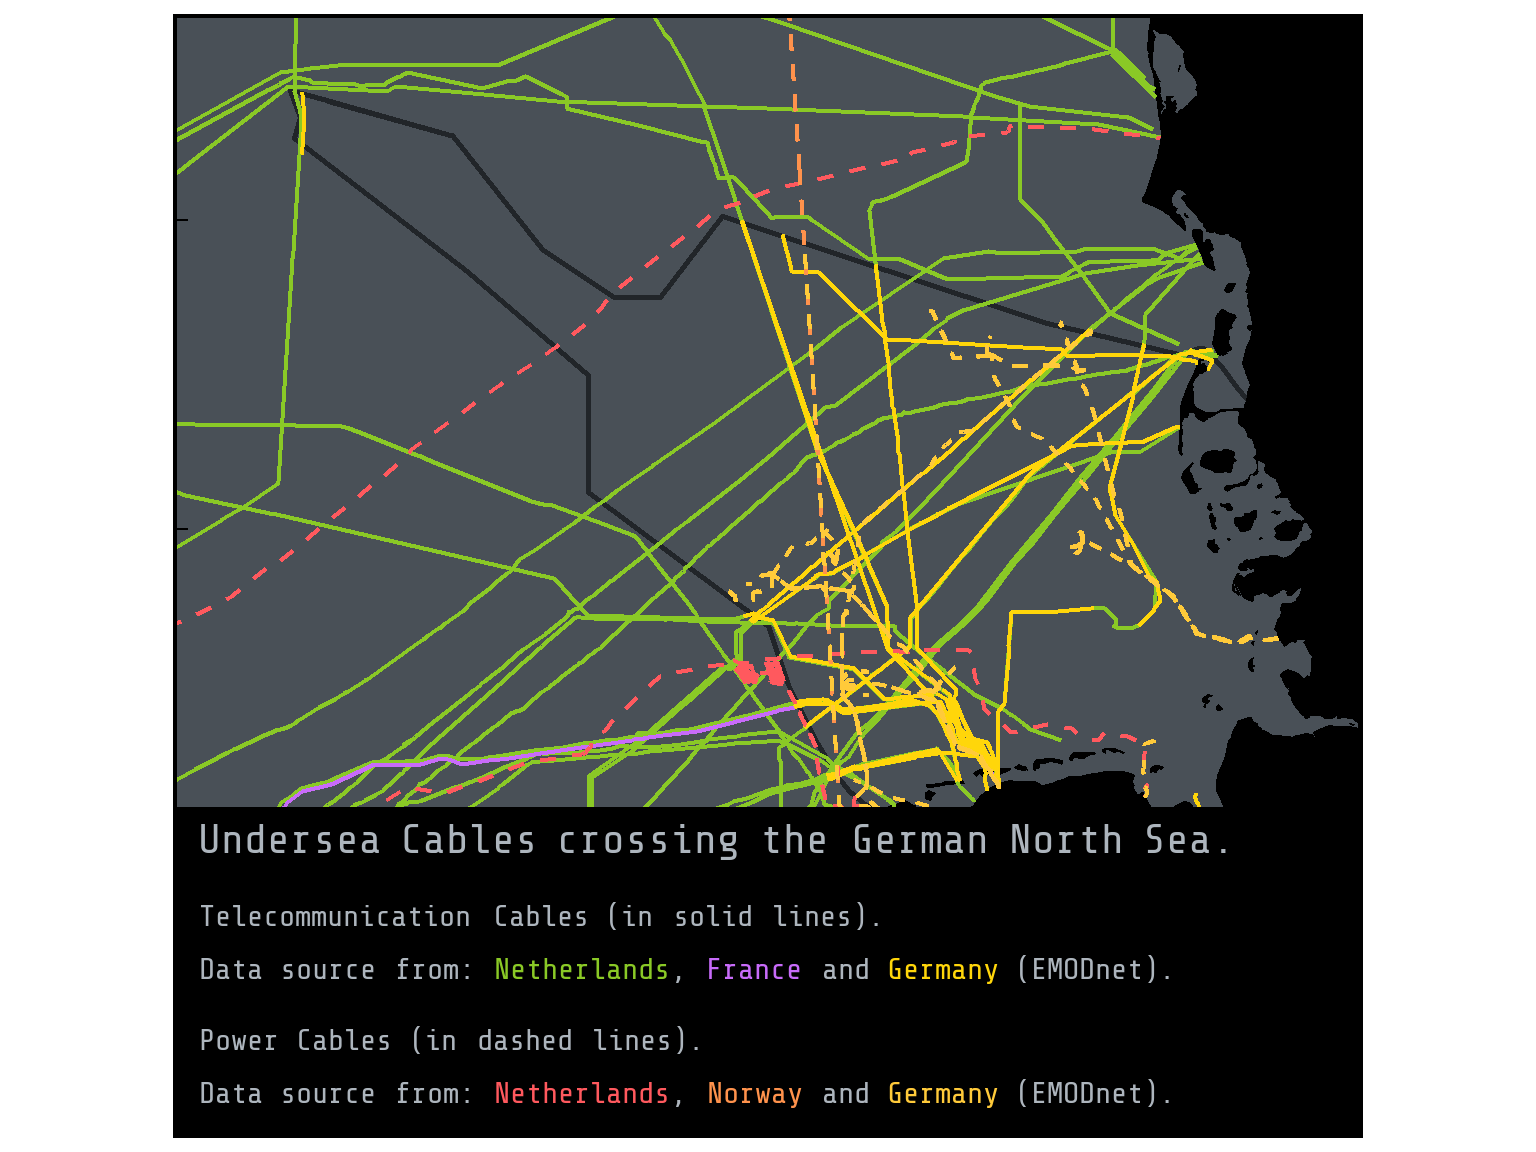 Undersea Cables crossing the German North Sea.
Telecommunication Cables (in solid lines).
Data source from: Netherlands, France and Germany (EMODnet).
Power Cables (in dashed lines).
Data source from: Netherlands, Norway and Germany (EMODnet).